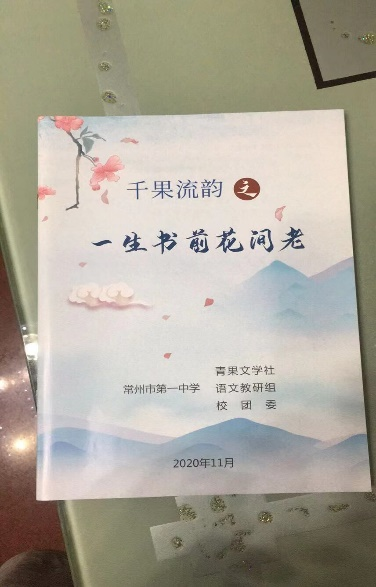 千果流韵之
一生书前花间老
青果文学社
常州市第一中学 语文教研组
校团委
2020年11月